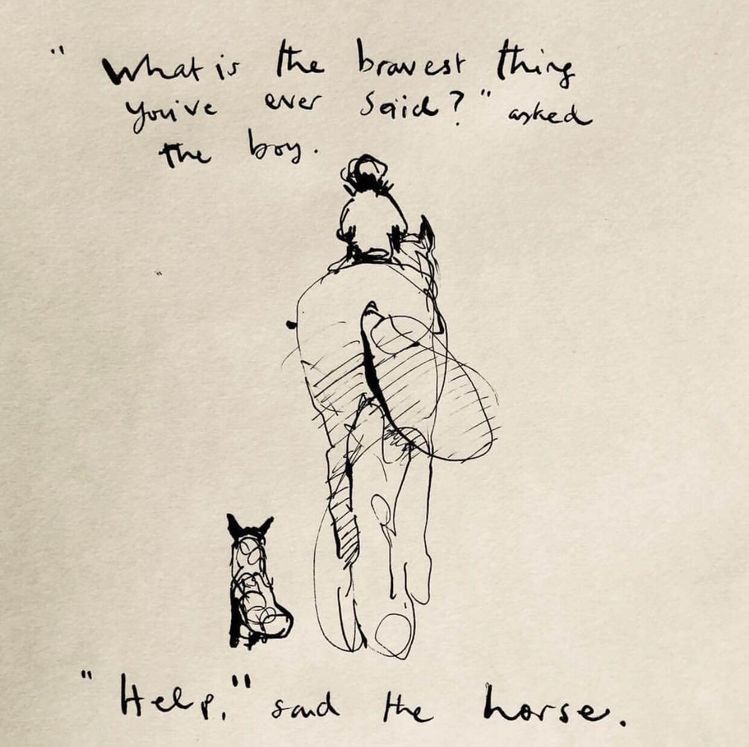 "What is the bravest thing
you've ever said?" asked
the boy.
"Help," said the horse.